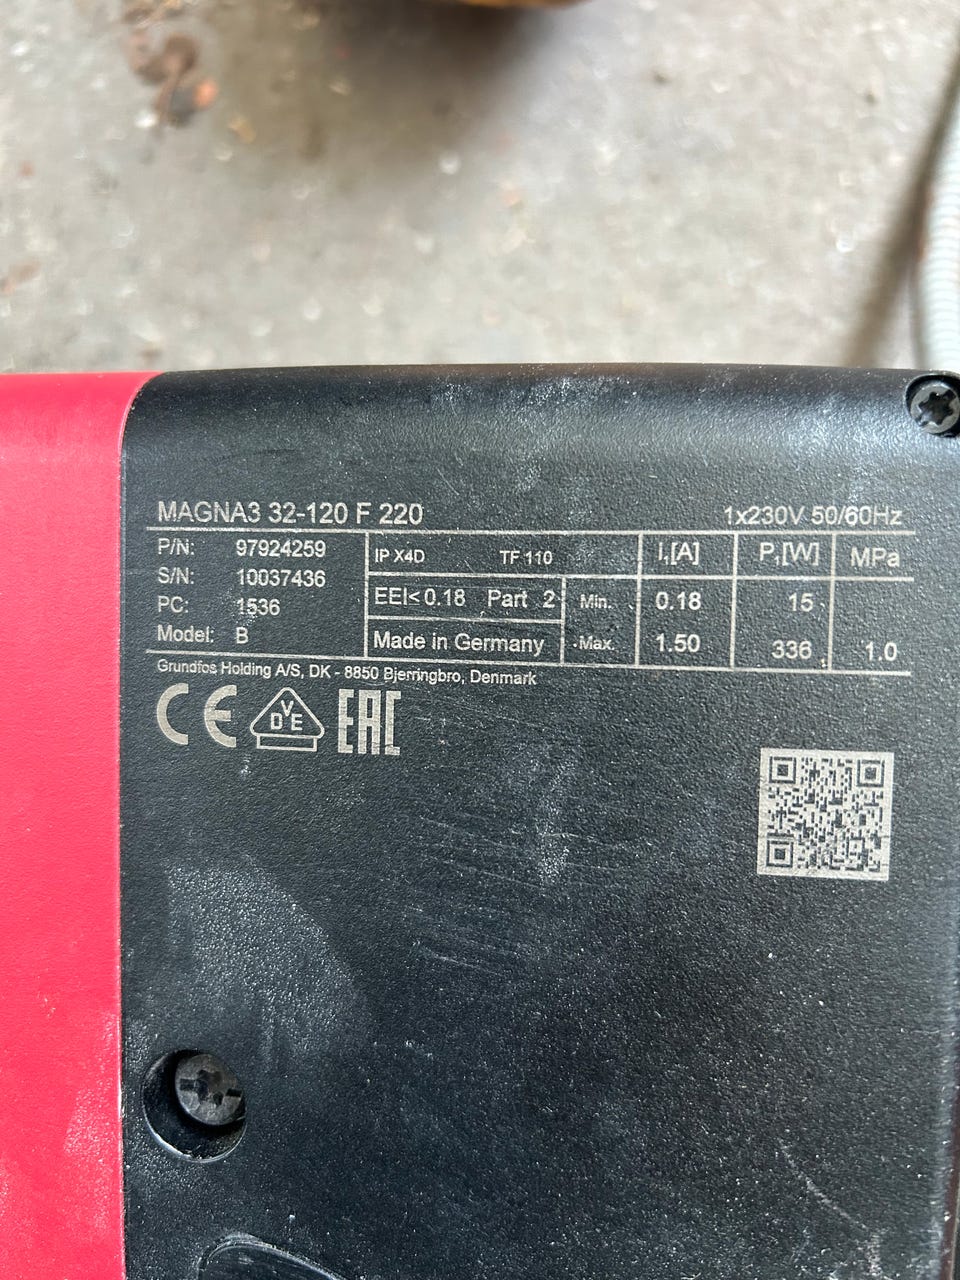 MAGNA3 32-120 F 220 1x230V 50/60Hz
P/N: 97924259
S/N: 10037436
PC: 1536
Model: B
IP X4D TF 110
EEI<0.18 Part 2
Made in Germany
I₁[A] P₁[W] MPa
Min. 0.18 15
Max. 1.50 336 1.0
Grundfos Holding A/S, DK - 8850 Bjerringbro, Denmark
CE DVE EAC